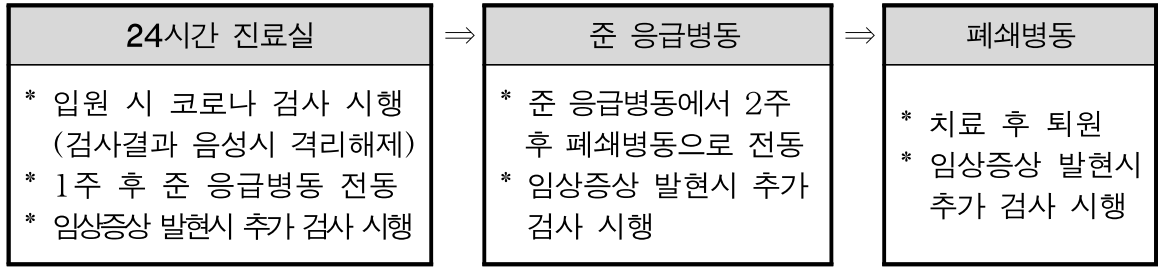 24시간 진료실
* 입원 시 코로나 검사 시행
(검사결과 음성시 격리해제)
* 1주 후 준 응급병동 전동
* 임상증상 발현시 추가 검사 시행
⇒
준 응급병동
* 준 응급병동에서 2주
후 폐쇄병동으로 전동
* 임상증상 발현시 추가
검사 시행
⇒
폐쇄병동
* 치료 후 퇴원
* 임상증상 발현시
추가 검사 시행